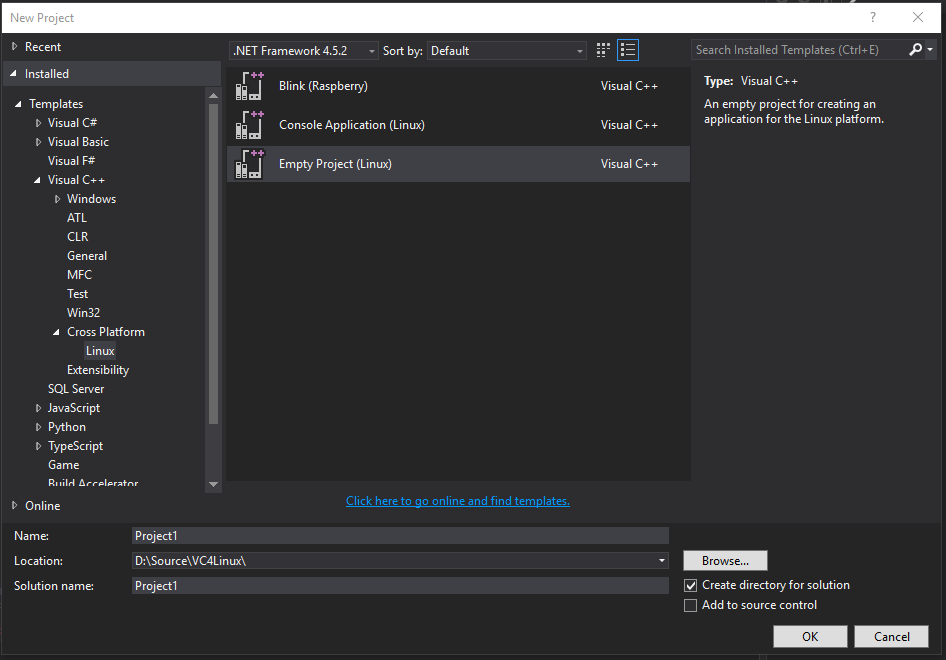 New Project
?
Recent
Installed
Templates
Visual C#
Visual Basic
Visual F#
Visual C++
Windows
ATL
CLR
General
MFC
Test
Win32
Cross Platform
Linux
Extensibility
SQL Server
JavaScript
Python
TypeScript
Game
Build Accelerator
Online
.NET Framework 4.5.2 Sort by: Default
Blink (Raspberry) Visual C++
Console Application (Linux) Visual C++
Empty Project (Linux) Visual C++
Click here to go online and find templates.
Search Installed Templates (Ctrl+E)
Type: Visual C++
An empty project for creating an
application for the Linux platform.
Name: Project1
Location: D:\Source\VC4Linux\
Browse...
Solution name: Project1
Create directory for solution
Add to source control
OK Cancel